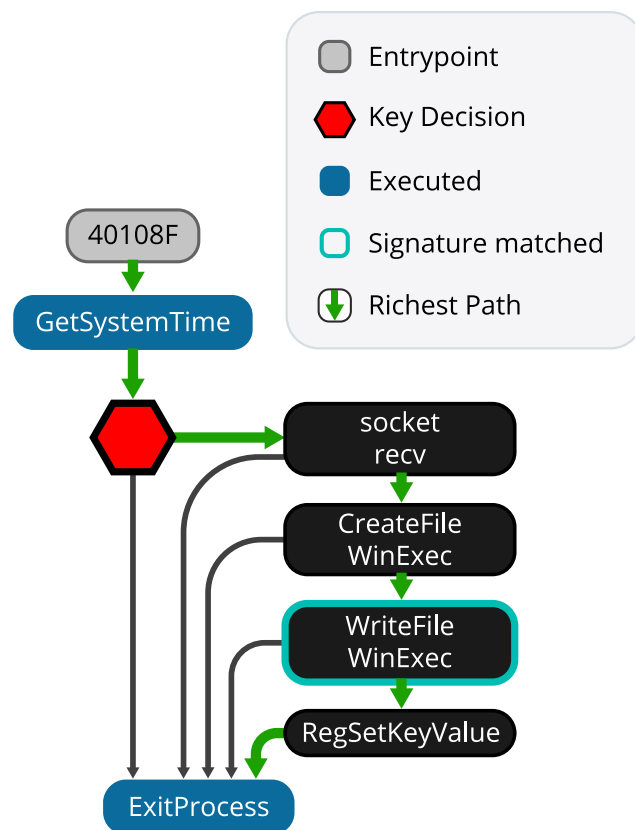 Entrypoint
Key Decision
Executed
Signature matched
Richest Path
40108F
GetSystemTime
socket
recv
CreateFile
WinExec
WriteFile
WinExec
RegSetKeyValue
ExitProcess